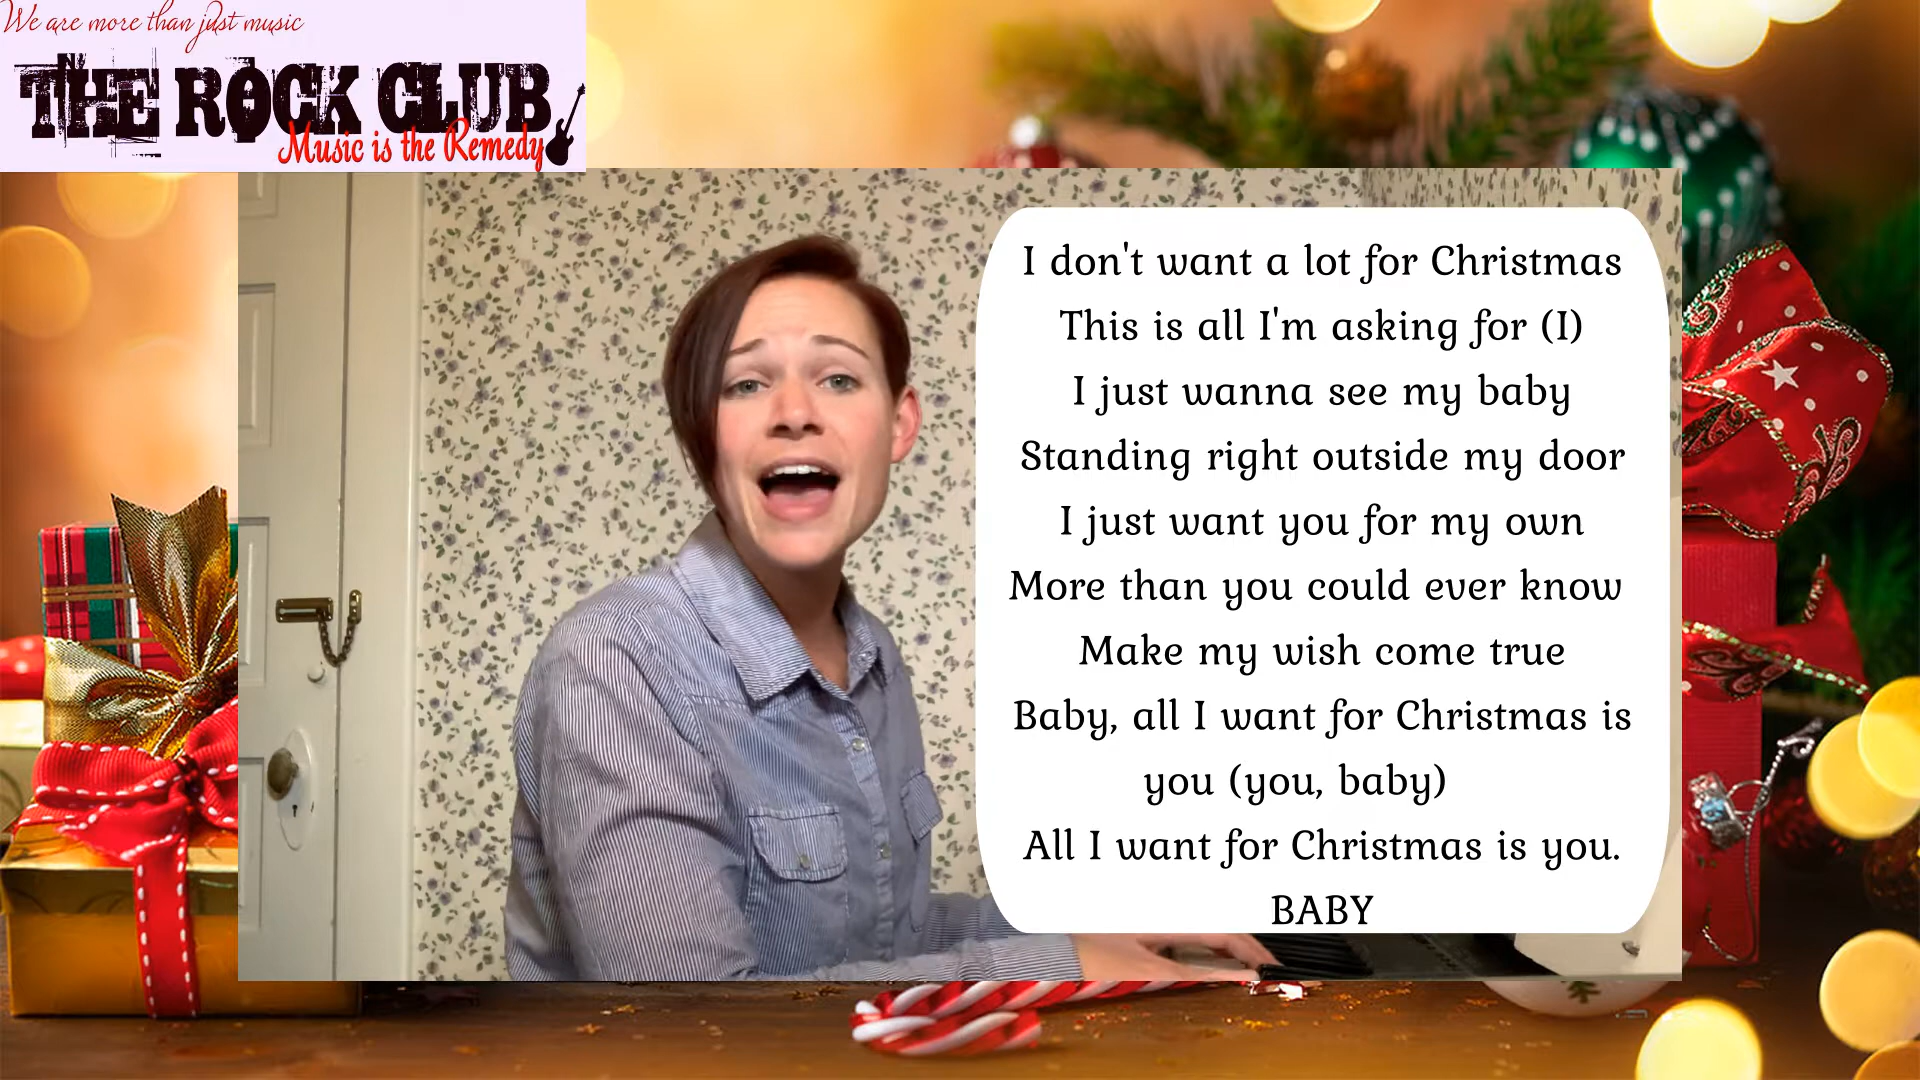 We are more than just music
THE ROCK CLUB
Music is the Remedy
I don't want a lot for Christmas
This is all I'm asking for (I)
I just wanna see my baby
Standing right outside my door
I just want you for my own
More than you could ever know
Make my wish come true
Baby, all I want for Christmas is
you (you, baby)
All I want for Christmas is you.
BABY